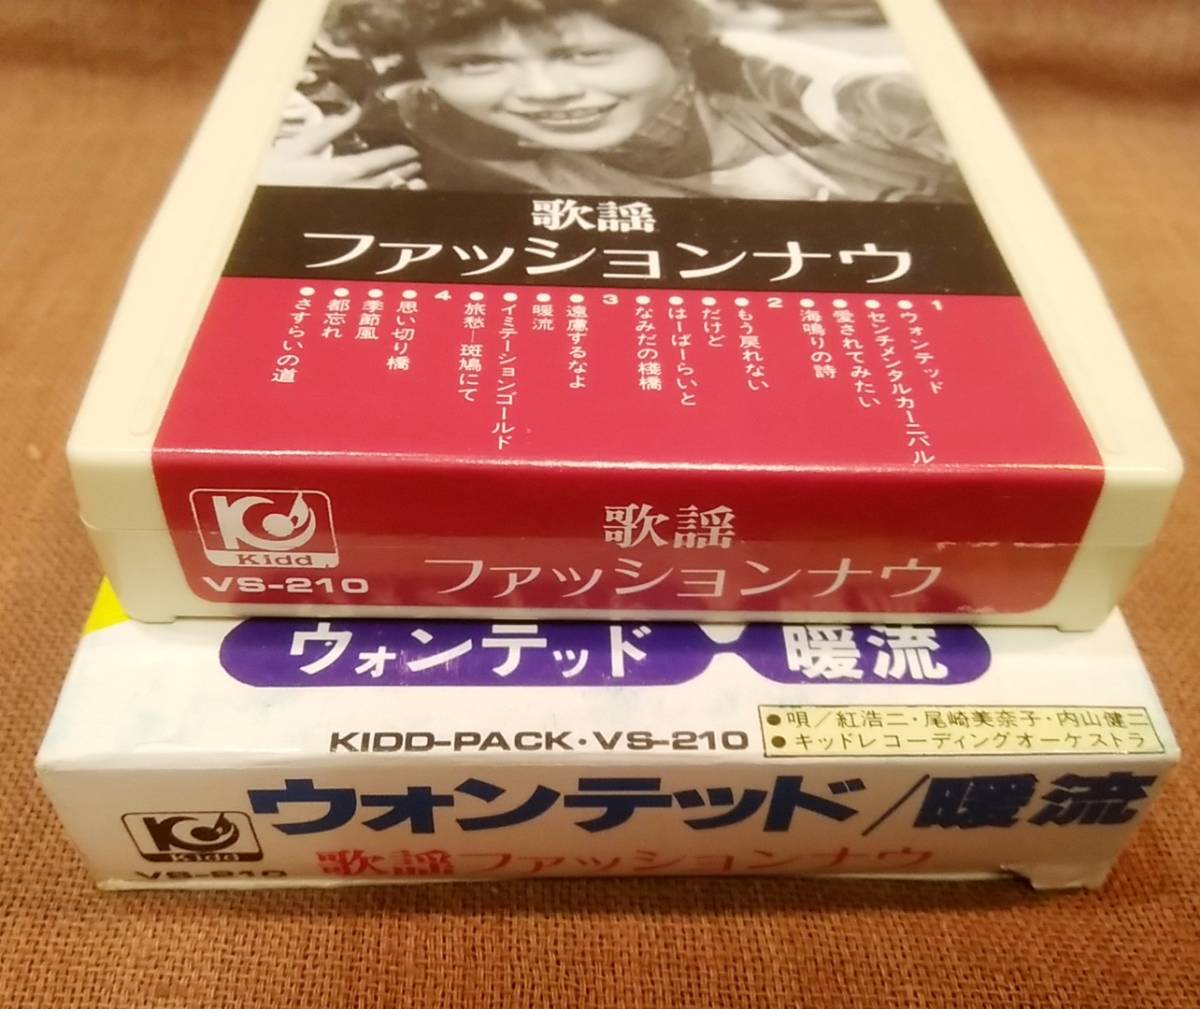 歌謡
ファッションナウ
1
●ウォンテッド
●センチメンタルカーニバル
●愛されてみたい
●海鳴りの詩
2
●もう戻れない
●だけど
●はーばーらいと
●なみだの棧橋
3
●遠慮するなよ
●暖流
●イミテーションゴールド
●旅愁—斑鳩にて
4
●思い切り橋
●季節風
●都忘れ
●さすらいの道
Kidd
VS-210
歌謡
ファッションナウ
ウォンテッド 暖流
KIDD-PACK・VS-210
●唄/紅浩二・尾崎美奈子・内山健二
●キッドレコーディングオーケストラ
ウォンテッド/暖流
Kidd
VS-210
歌謡ファッションナウ